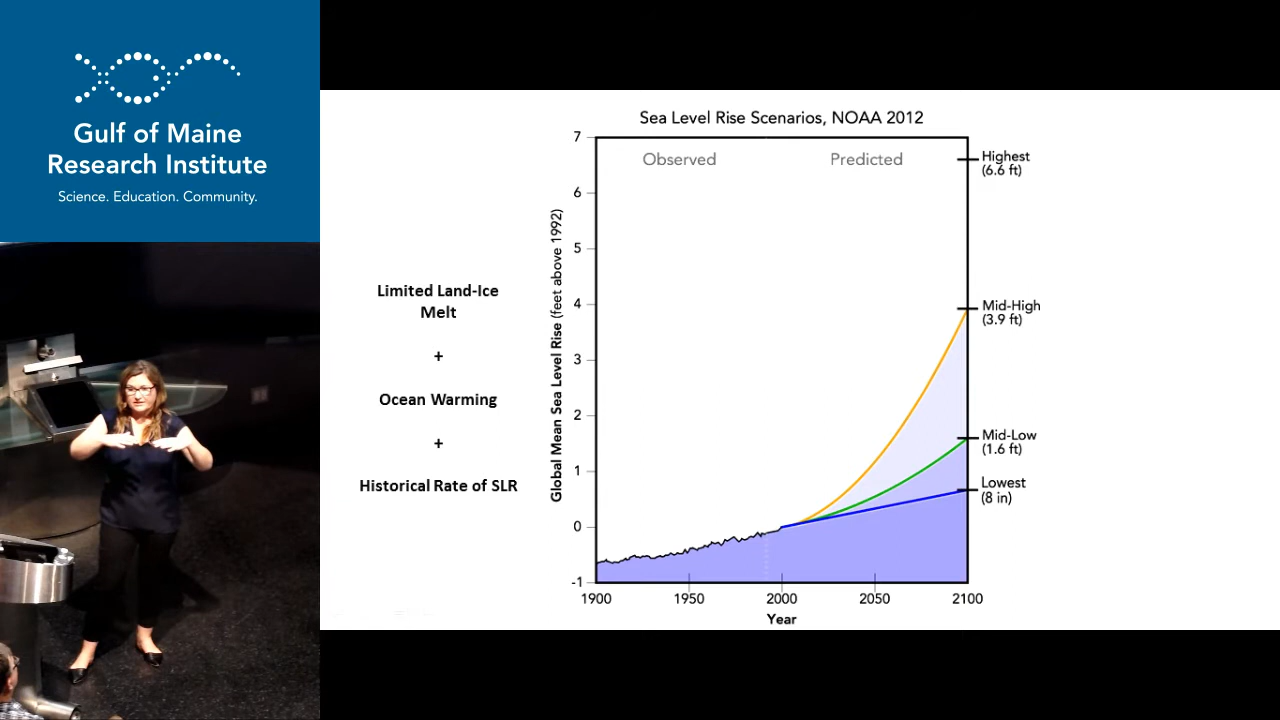 Gulf of Maine
Research Institute
Science. Education. Community.
Limited Land-Ice
Melt
+
Ocean Warming
+
Historical Rate of SLR
Sea Level Rise Scenarios, NOAA 2012
Observed
Predicted
Global Mean Sea Level Rise (feet above 1992)
7
6
5
4
3
2
1
0
-1
1900
1950
2000
2050
2100
Year
Highest
(6.6 ft)
Mid-High
(3.9 ft)
Mid-Low
(1.6 ft)
Lowest
(8 in)